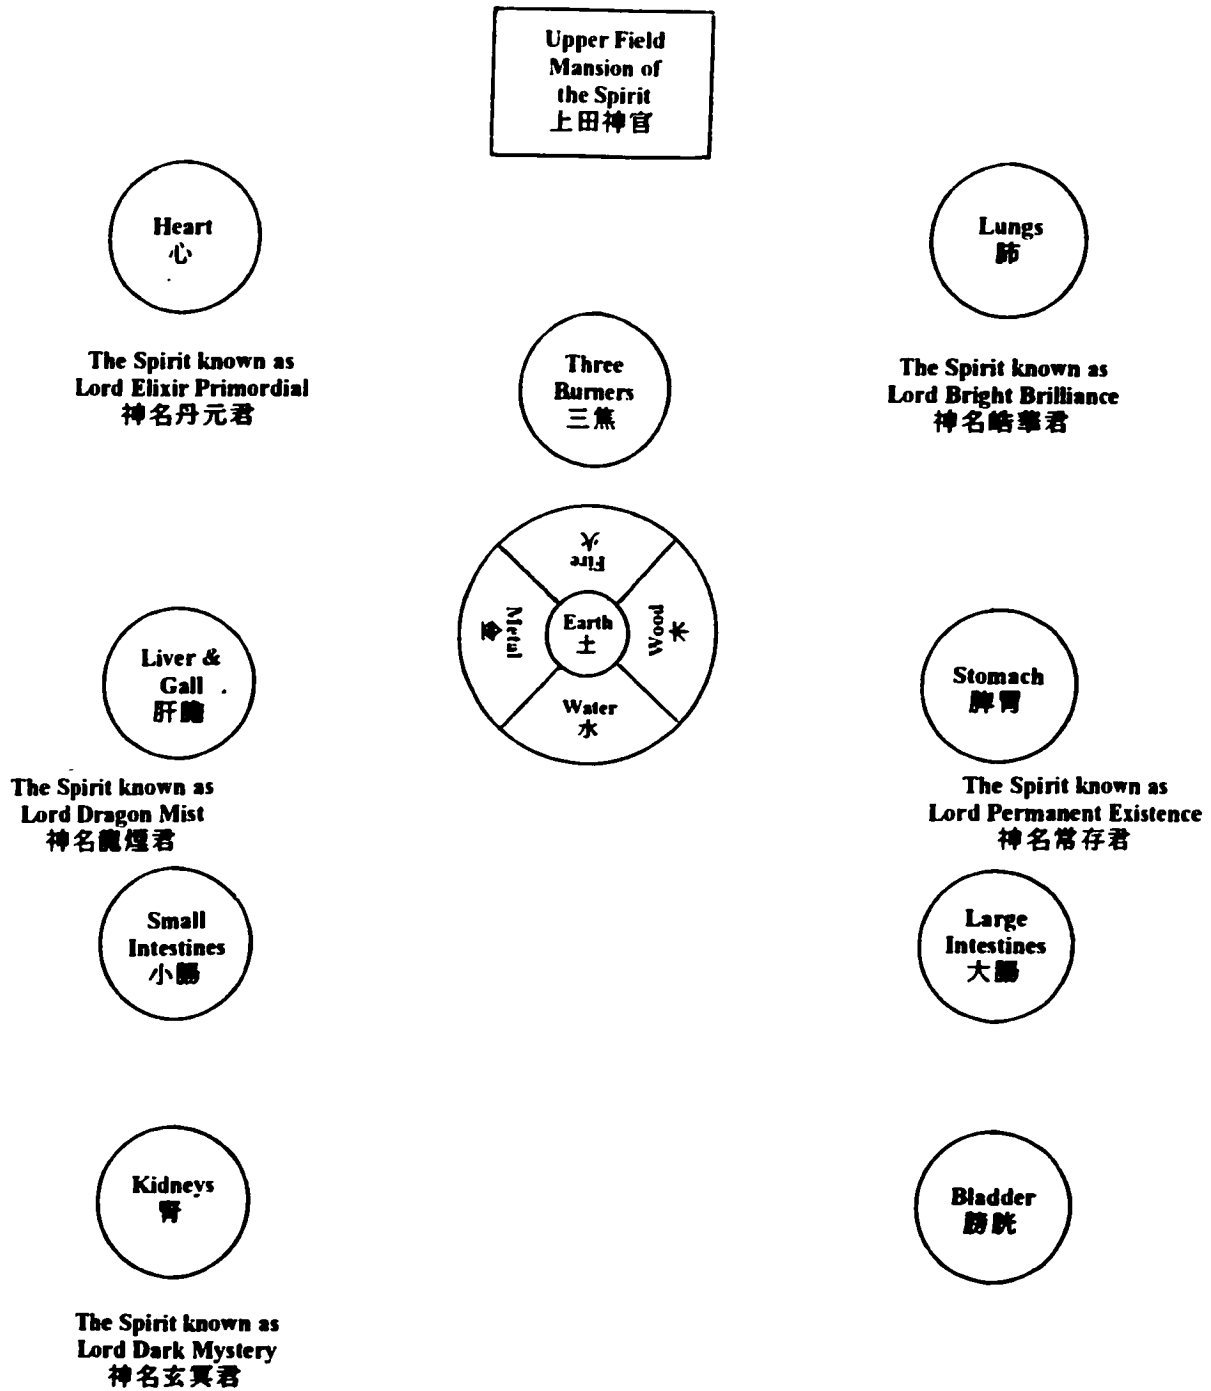 Upper Field
Mansion of
the Spirit
上田神宮
Heart
心
Lungs
肺
The Spirit known as
Lord Elixir Primordial
神名丹元君
Three
Burners
三焦
The Spirit known as
Lord Bright Brilliance
神名皓華君
火
Fire
Metal
金
Earth
土
Wood
木
Water
水
Liver &
Gall
肝膽
Stomach
脾胃
The Spirit known as
Lord Dragon Mist
神名龍煙君
The Spirit known as
Lord Permanent Existence
神名常存君
Small
Intestines
小腸
Large
Intestines
大腸
Kidneys
腎
Bladder
膀胱
The Spirit known as
Lord Dark Mystery
神名玄冥君